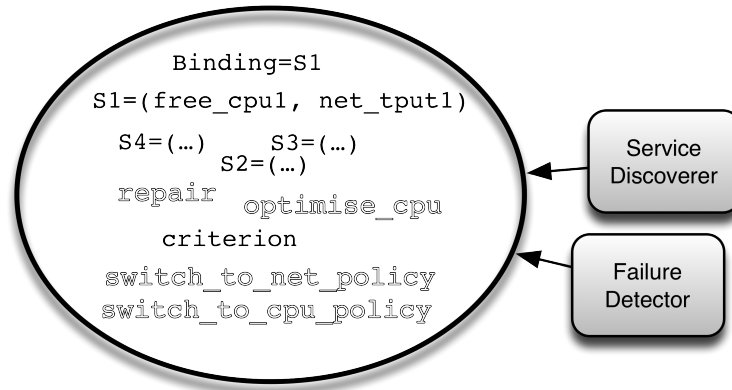 Binding=S1
S1=(free_cpu1, net_tput1)
S4=(…) S3=(…)
S2=(…)
repair optimise_cpu
criterion
switch_to_net_policy
switch_to_cpu_policy
Service
Discoverer
Failure
Detector